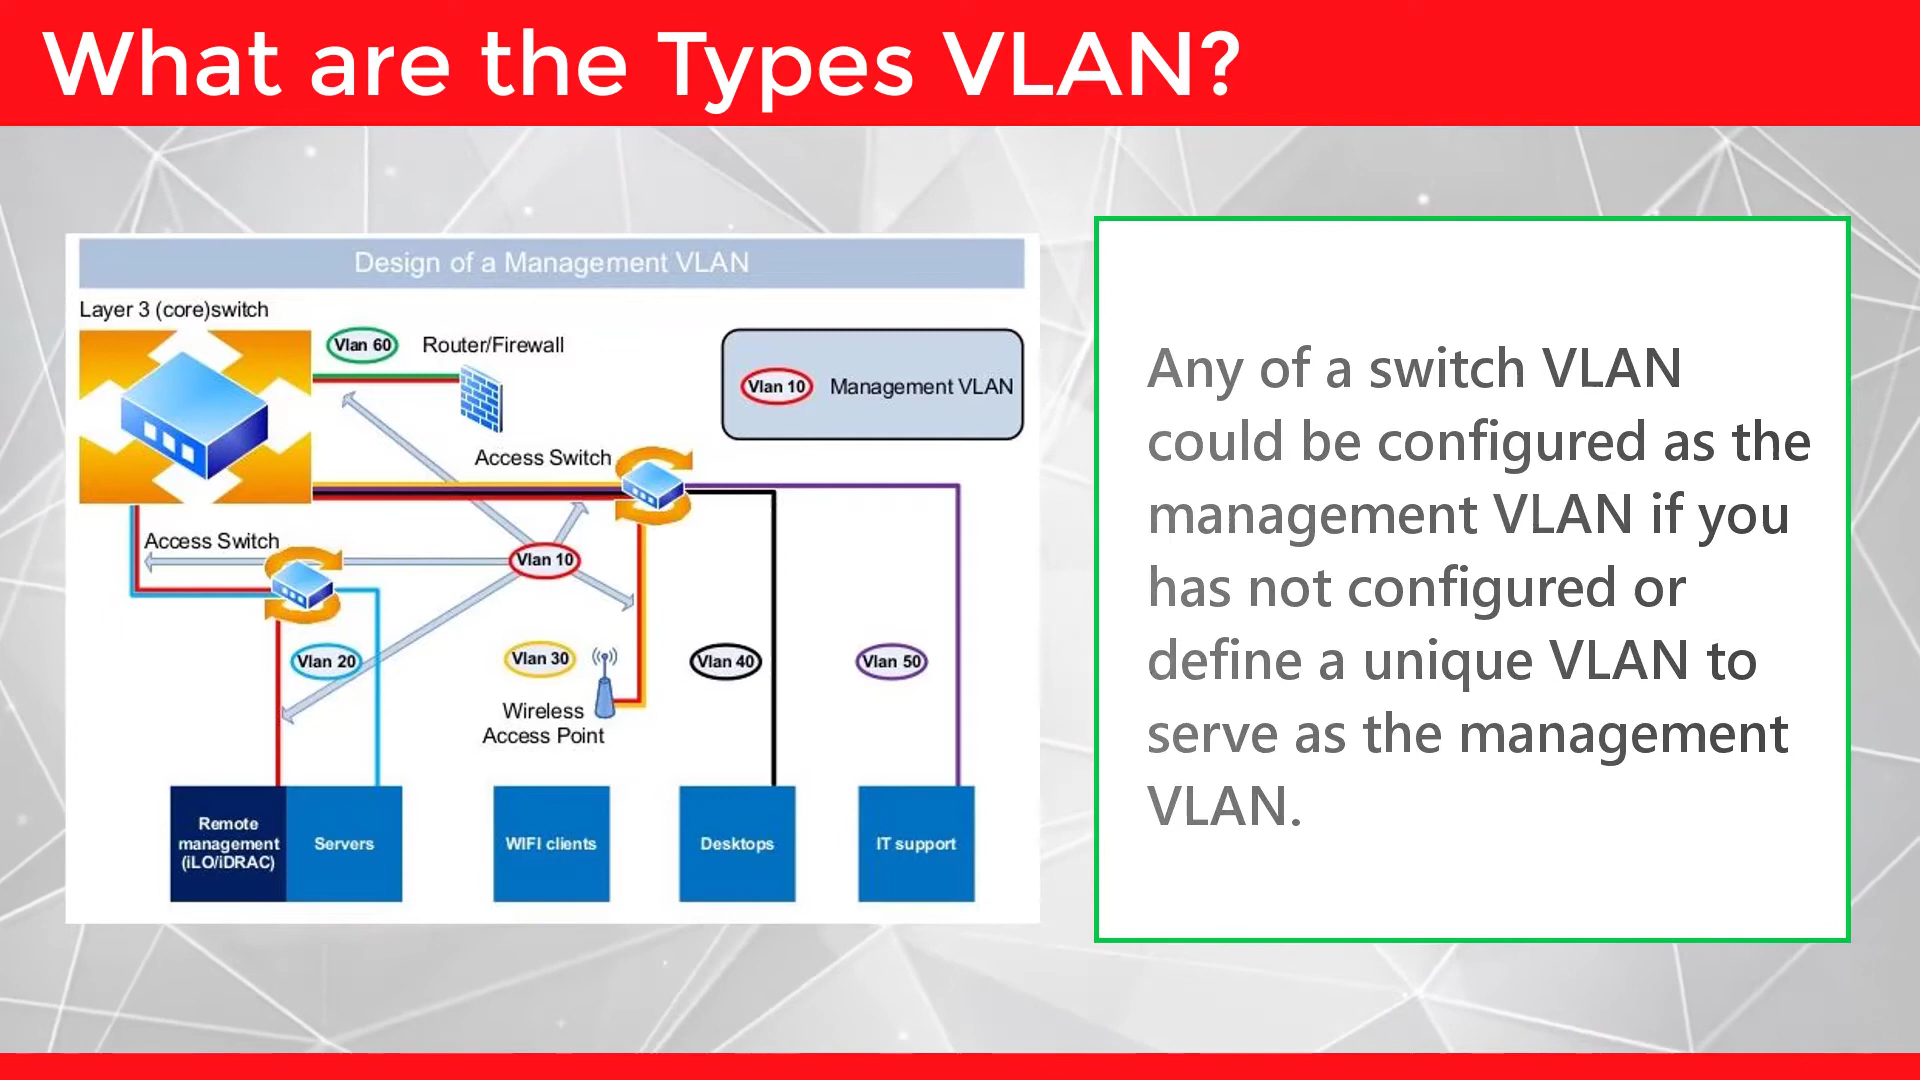 What are the Types VLAN?
Design of a Management VLAN
Layer 3 (core)switch
Vlan 60
Router/Firewall
Vlan 10
Management VLAN
Access Switch
Access Switch
Vlan 10
Vlan 20
Vlan 30
Vlan 40
Vlan 50
Wireless
Access Point
Remote
management
(iLO/iDRAC)
Servers
WIFI clients
Desktops
IT support
Any of a switch VLAN
could be configured as the
management VLAN if you
has not configured or
define a unique VLAN to
serve as the management
VLAN.